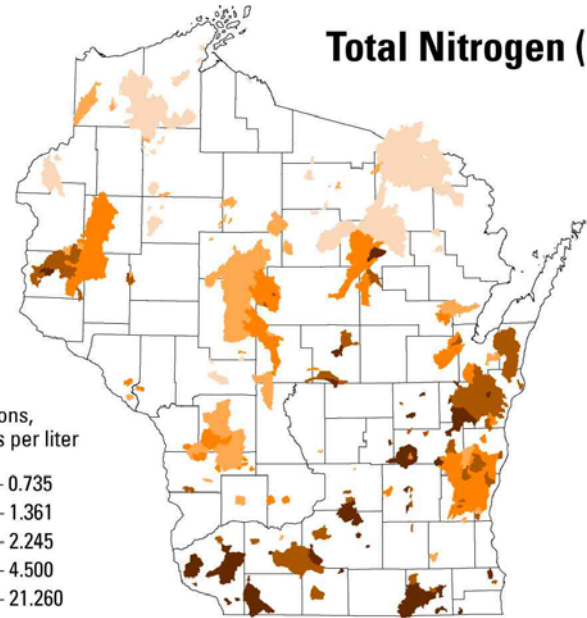 Total Nitrogen (
ons,
s per liter
- 0.735
- 1.361
- 2.245
- 4.500
- 21.260